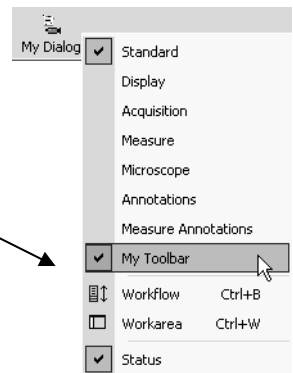 My Dialog
Standard
Display
Acquisition
Measure
Microscope
Annotations
Measure Annotations
My Toolbar
Workflow Ctrl+B
Workarea Ctrl+W
Status